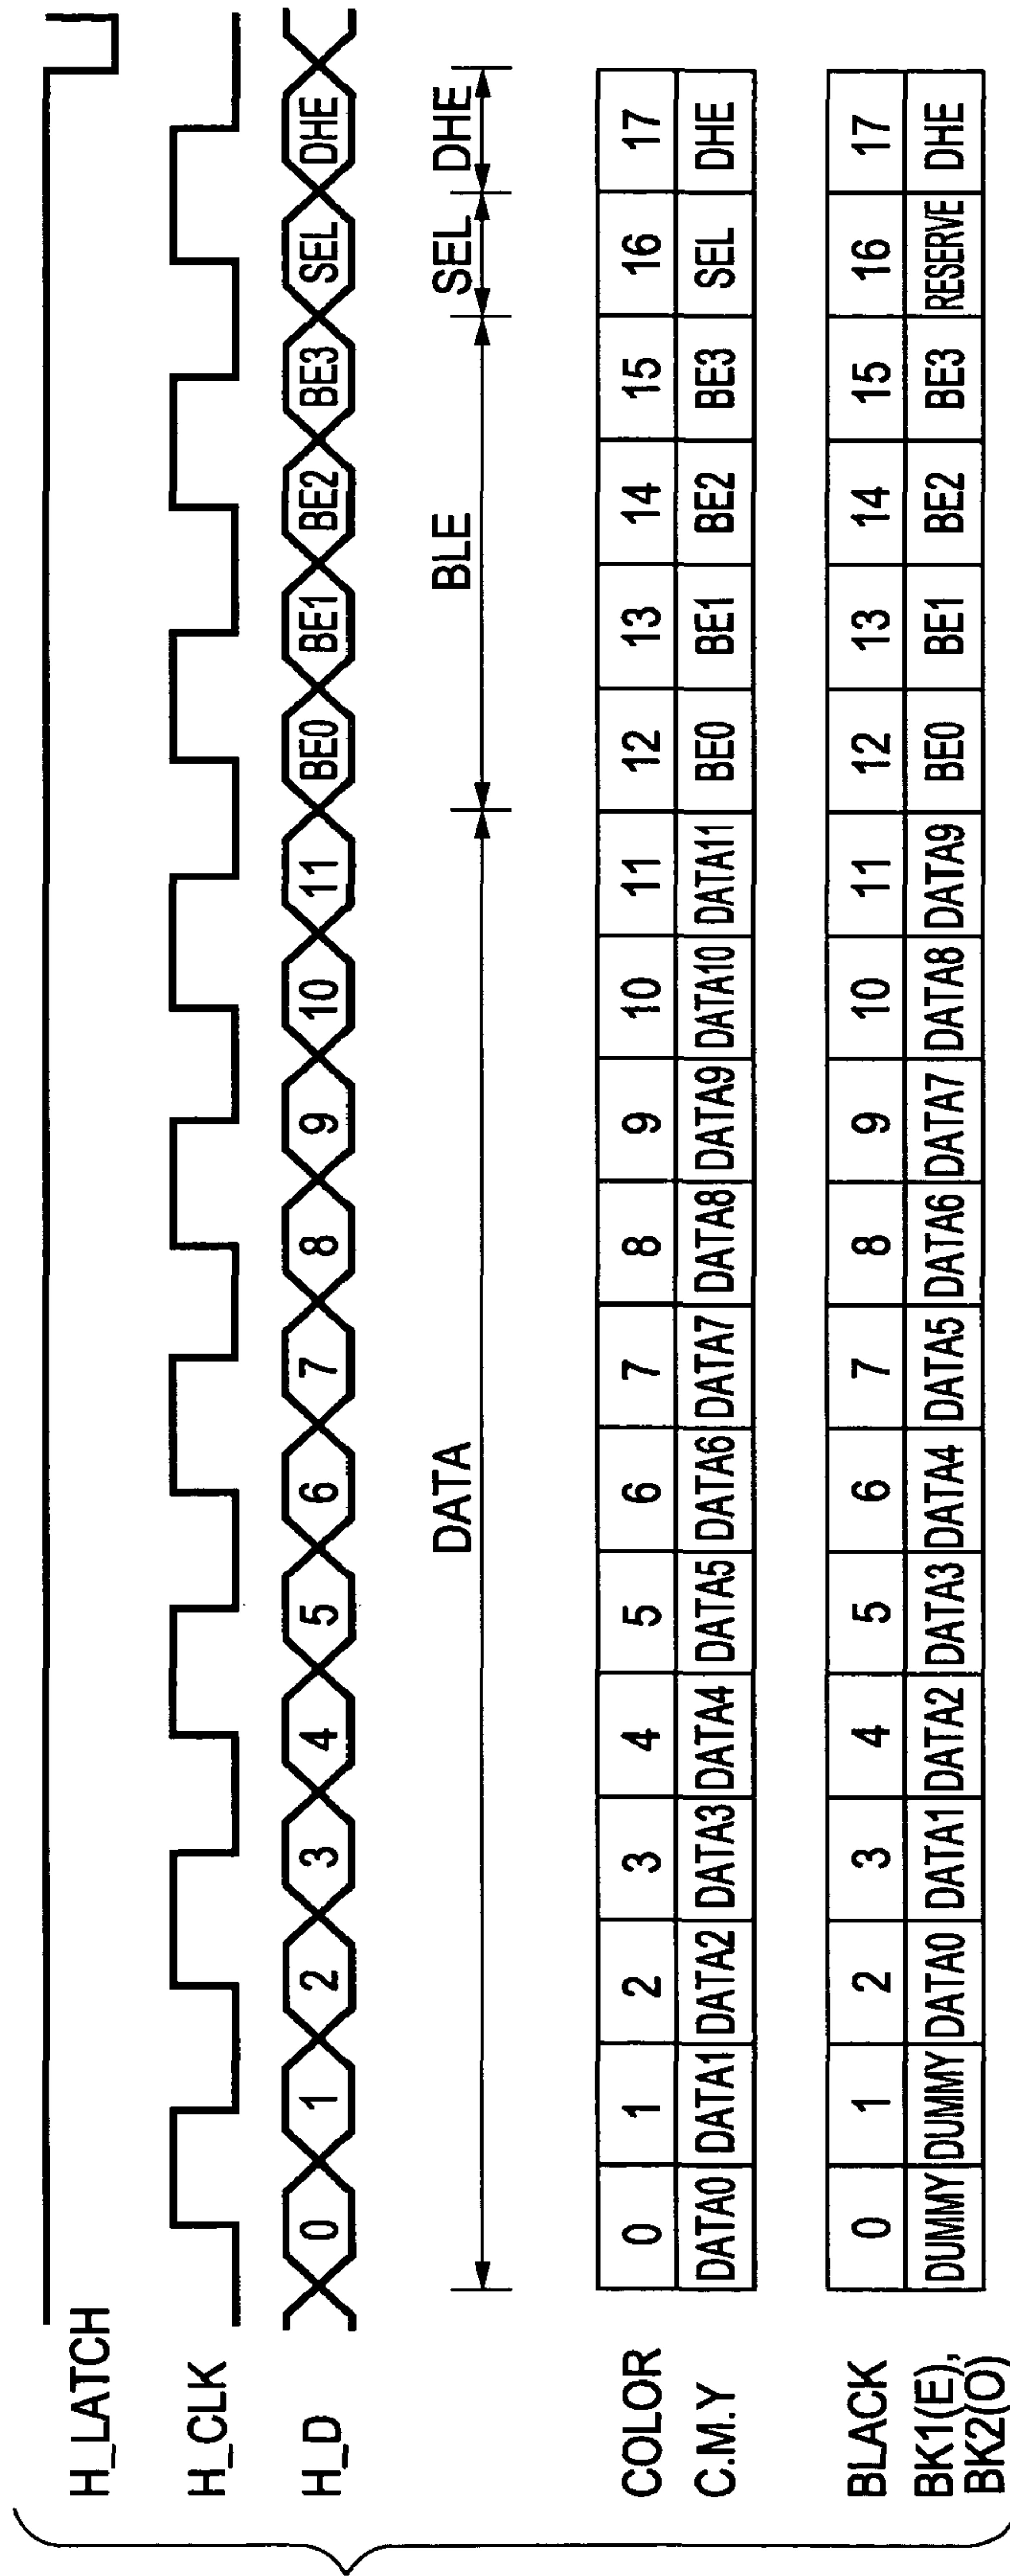 H_LATCH
H_CLK
H_D 0 1 2 3 4 5 6 7 8 9 10 11 BE0 BE1 BE2 BE3 SEL DHE
DATA BLE SEL DHE
COLOR 0 1 2 3 4 5 6 7 8 9 10 11 12 13 14 15 16 17
C.M.Y DATA0 DATA1 DATA2 DATA3 DATA4 DATA5 DATA6 DATA7 DATA8 DATA9 DATA10 DATA11 BE0 BE1 BE2 BE3 SEL DHE
BLACK 0 1 2 3 4 5 6 7 8 9 10 11 12 13 14 15 16 17
BK1(E), DUMMY DUMMY DATA0 DATA1 DATA2 DATA3 DATA4 DATA5 DATA6 DATA7 DATA8 DATA9 BE0 BE1 BE2 BE3 RESERVE DHE
BK2(O)